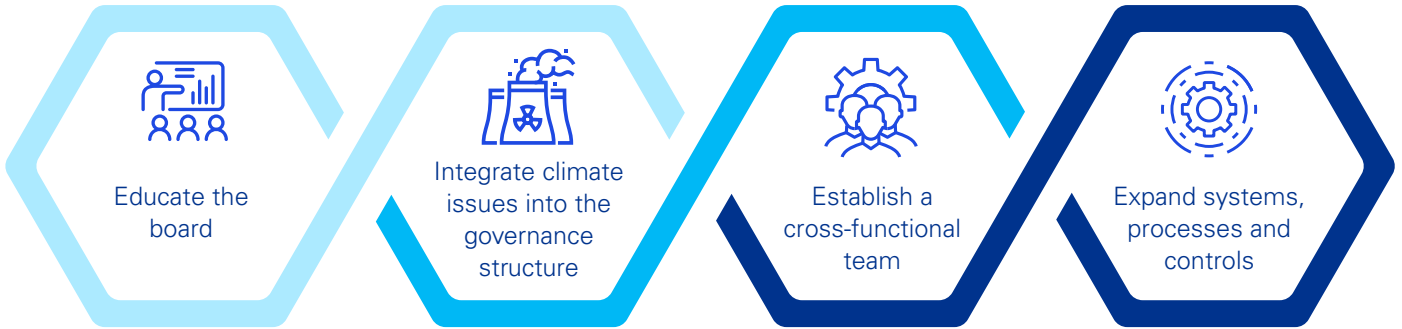 Educate the
board
Integrate climate
issues into the
governance
structure
Establish a
cross-functional
team
Expand systems,
processes and
controls